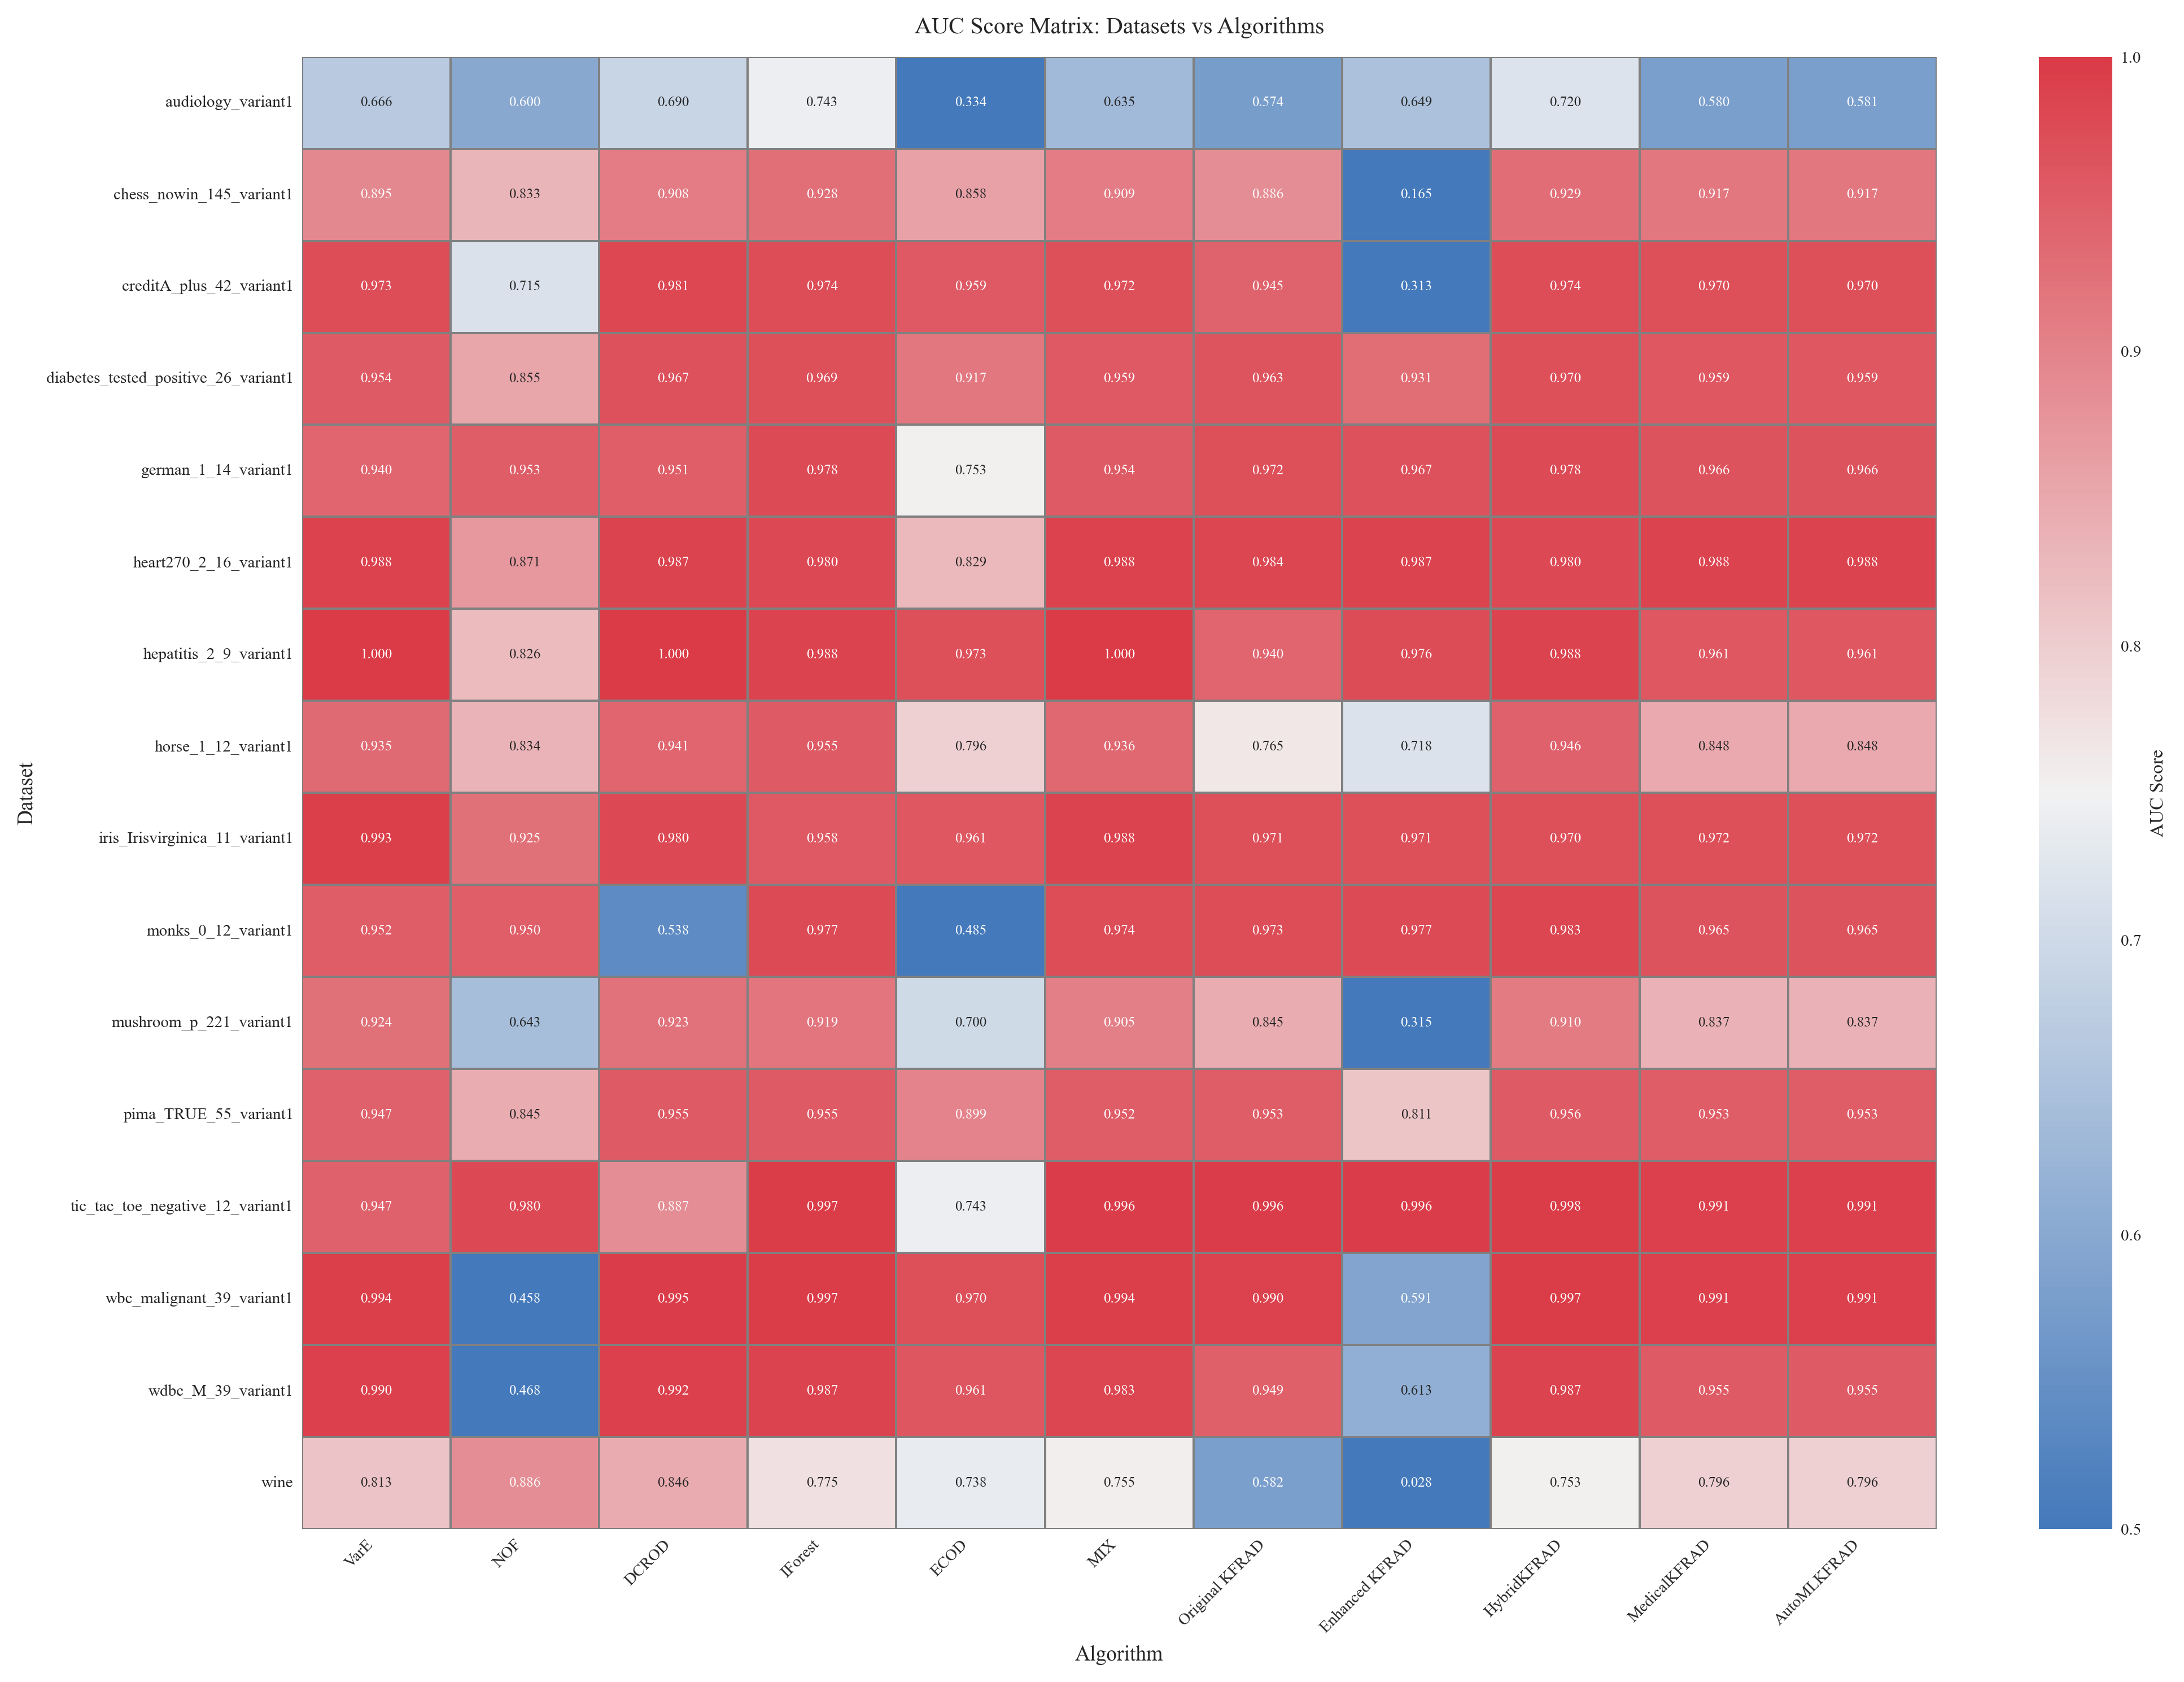 AUC Score Matrix: Datasets vs Algorithms
audiology_variant1 0.666 0.600 0.690 0.743 0.334 0.635 0.574 0.649 0.720 0.580 0.581
chess_nowin_145_variant1 0.895 0.833 0.908 0.928 0.858 0.909 0.886 0.165 0.929 0.917 0.917
creditA_plus_42_variant1 0.973 0.715 0.981 0.974 0.959 0.972 0.945 0.313 0.974 0.970 0.970
diabetes_tested_positive_26_variant1 0.954 0.855 0.967 0.969 0.917 0.959 0.963 0.931 0.970 0.959 0.959
german_1_14_variant1 0.940 0.953 0.951 0.978 0.753 0.954 0.972 0.967 0.978 0.966 0.966
heart270_2_16_variant1 0.988 0.871 0.987 0.980 0.829 0.988 0.984 0.987 0.980 0.988 0.988
hepatitis_2_9_variant1 1.000 0.826 1.000 0.988 0.973 1.000 0.940 0.976 0.988 0.961 0.961
horse_1_12_variant1 0.935 0.834 0.941 0.955 0.796 0.936 0.765 0.718 0.946 0.848 0.848
iris_Irisvirginica_11_variant1 0.993 0.925 0.980 0.958 0.961 0.988 0.971 0.971 0.970 0.972 0.972
monks_0_12_variant1 0.952 0.950 0.538 0.977 0.485 0.974 0.973 0.977 0.983 0.965 0.965
mushroom_p_221_variant1 0.924 0.643 0.923 0.919 0.700 0.905 0.845 0.315 0.910 0.837 0.837
pima_TRUE_55_variant1 0.947 0.845 0.955 0.955 0.899 0.952 0.953 0.811 0.956 0.953 0.953
tic_tac_toe_negative_12_variant1 0.947 0.980 0.887 0.997 0.743 0.996 0.996 0.996 0.998 0.991 0.991
wbc_malignant_39_variant1 0.994 0.458 0.995 0.997 0.970 0.994 0.990 0.591 0.997 0.991 0.991
wdbc_M_39_variant1 0.990 0.468 0.992 0.987 0.961 0.983 0.949 0.613 0.987 0.955 0.955
wine 0.813 0.886 0.846 0.775 0.738 0.755 0.582 0.028 0.753 0.796 0.796
Dataset
VarE
NOF
DCROD
IForest
ECOD
MIX
Original KFRAD
Enhanced KFRAD
HybridKFRAD
MedicalKFRAD
AutoMLKFRAD
Algorithm
1.0
0.9
0.8
0.7
0.6
0.5
AUC Score